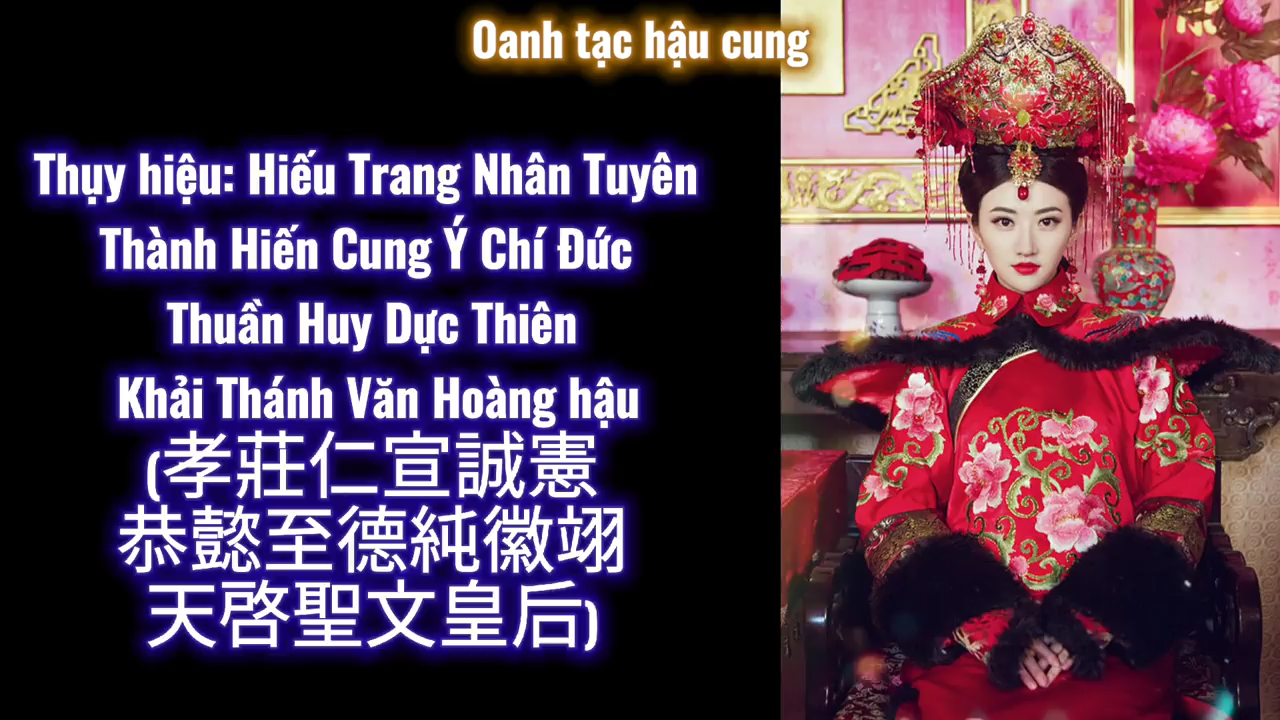 Oanh tạc hậu cung
Thụy hiệu: Hiếu Trang Nhân Tuyên
Thành Hiến Cung Ý Chí Đức
Thuần Huy Dực Thiên
Khải Thánh Văn Hoàng hậu
(孝莊仁宣誠憲
恭懿至德純徽翊
天啓聖文皇后)